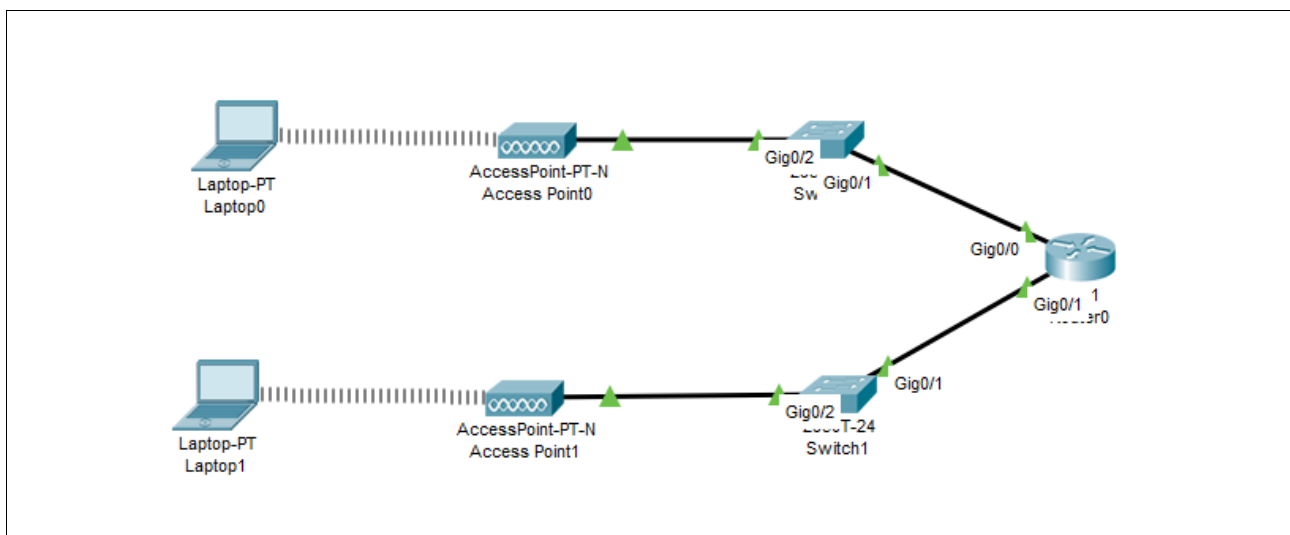 Laptop-PT
Laptop0
AccessPoint-PT-N
Access Point0
Gig0/2
Gig0/1
Gig0/0
Gig0/1
Laptop-PT
Laptop1
AccessPoint-PT-N
Access Point1
Gig0/2
Gig0/1
Switch1